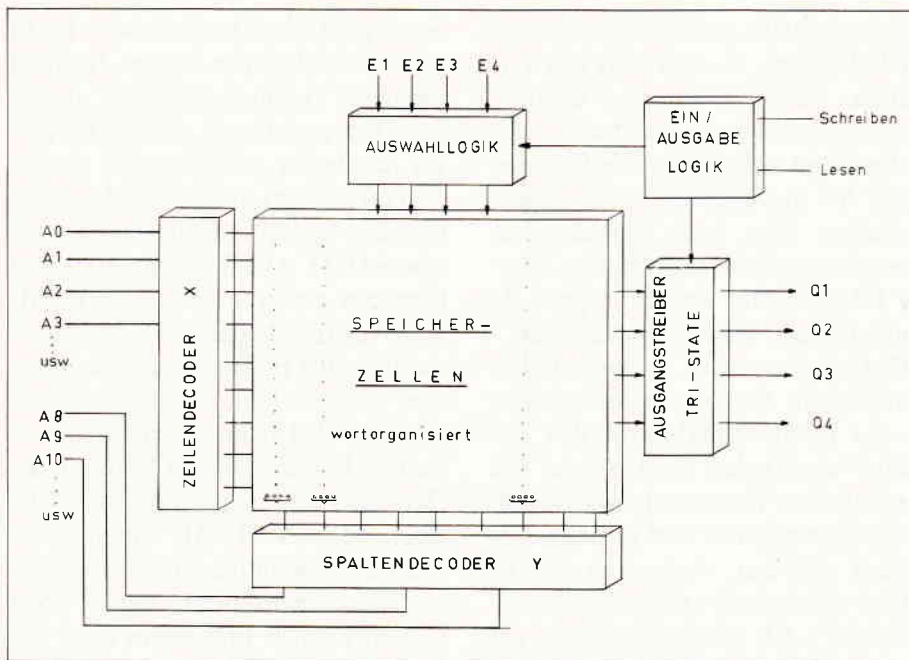 E1 E2 E3 E4
AUSWAHLLOGIK
EIN /
AUSGABE
LOGIK
Schreiben
Lesen
A0
A1
A2
A3
usw.
A8
A9
A10
usw
ZEILENDECODER X
SPEICHER-
ZELLEN
wortorganisiert
AUSGANGSTREIBER
TRI-STATE
Q1
Q2
Q3
Q4
SPALTENDECODER Y